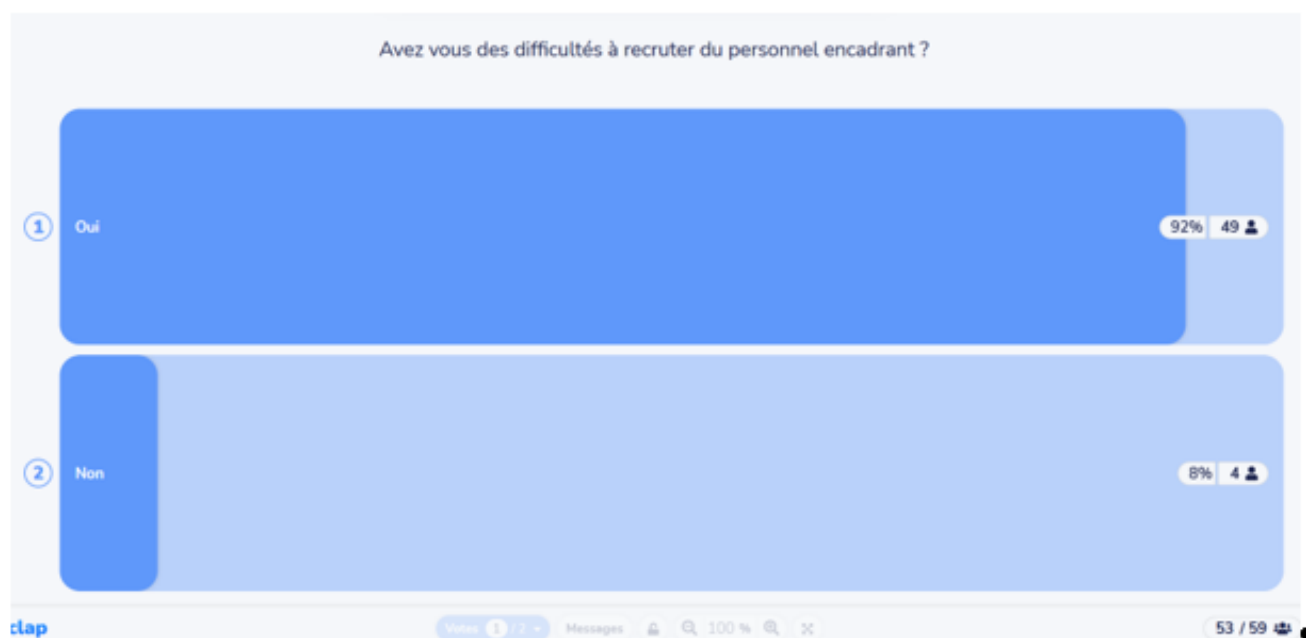 Avez vous des difficultés à recruter du personnel encadrant ?
1 Oui 92% 49
2 Non 8% 4
clap Votes 1 / 2 Messages 100 % 53 / 59